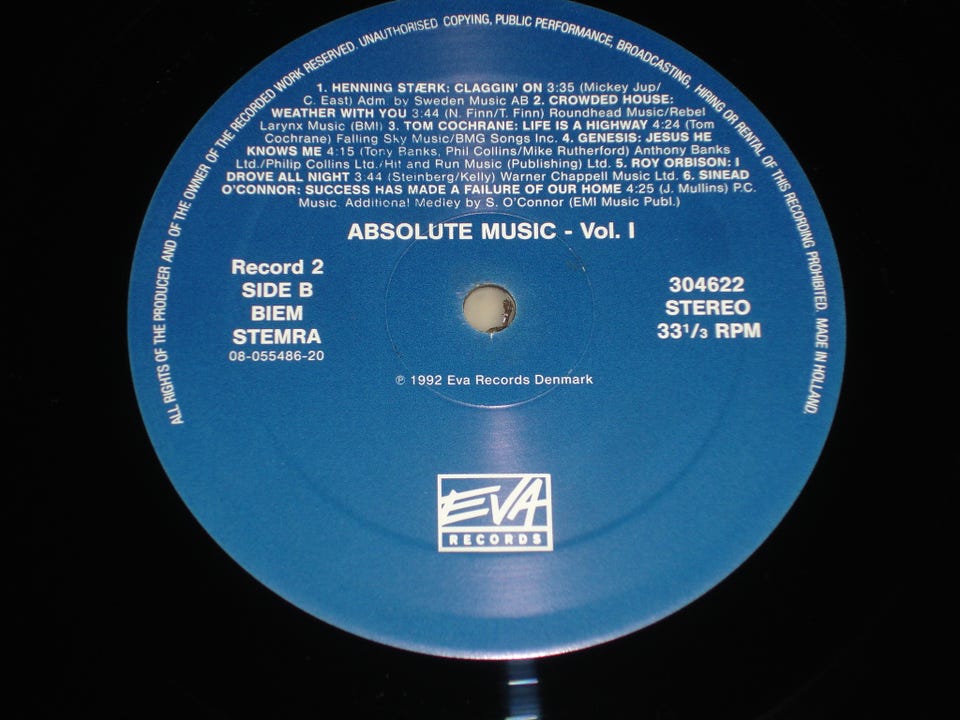 ALL RIGHTS OF THE PRODUCER AND OF THE OWNER OF THE RECORDED WORK RESERVED. UNAUTHORISED COPYING, PUBLIC PERFORMANCE, BROADCASTING, HIRING OR RENTAL OF THIS RECORDING PROHIBITED. MADE IN HOLLAND.
1. HENNING STÆRK: CLAGGIN' ON 3:35 (Mickey Jup/
C. East) Adm. by Sweden Music AB 2. CROWDED HOUSE:
WEATHER WITH YOU 3:44 (N. Finn/T. Finn) Roundhead Music/Rebel
Larynx Music (BMI) 3. TOM COCHRANE: LIFE IS A HIGHWAY 4:24 (Tom
Cochrane) Falling Sky Music/BMG Songs Inc. 4. GENESIS: JESUS HE
KNOWS ME 4:15 (Tony Banks, Phil Collins/Mike Rutherford) Anthony Banks
Ltd./Philip Collins Ltd./Hit and Run Music (Publishing) Ltd. 5. ROY ORBISON: I
DROVE ALL NIGHT 3:44 (Steinberg/Kelly) Warner Chappell Music Ltd. 6. SINEAD
O'CONNOR: SUCCESS HAS MADE A FAILURE OF OUR HOME 4:25 (J. Mullins) P.C.
Music. Additional Medley by S. O'Connor (EMI Music Publ.)
ABSOLUTE MUSIC - Vol. I
Record 2
SIDE B
BIEM
STEMRA
08-055486-20
304622
STEREO
33¹/₃ RPM
℗ 1992 Eva Records Denmark
EVA
RECORDS